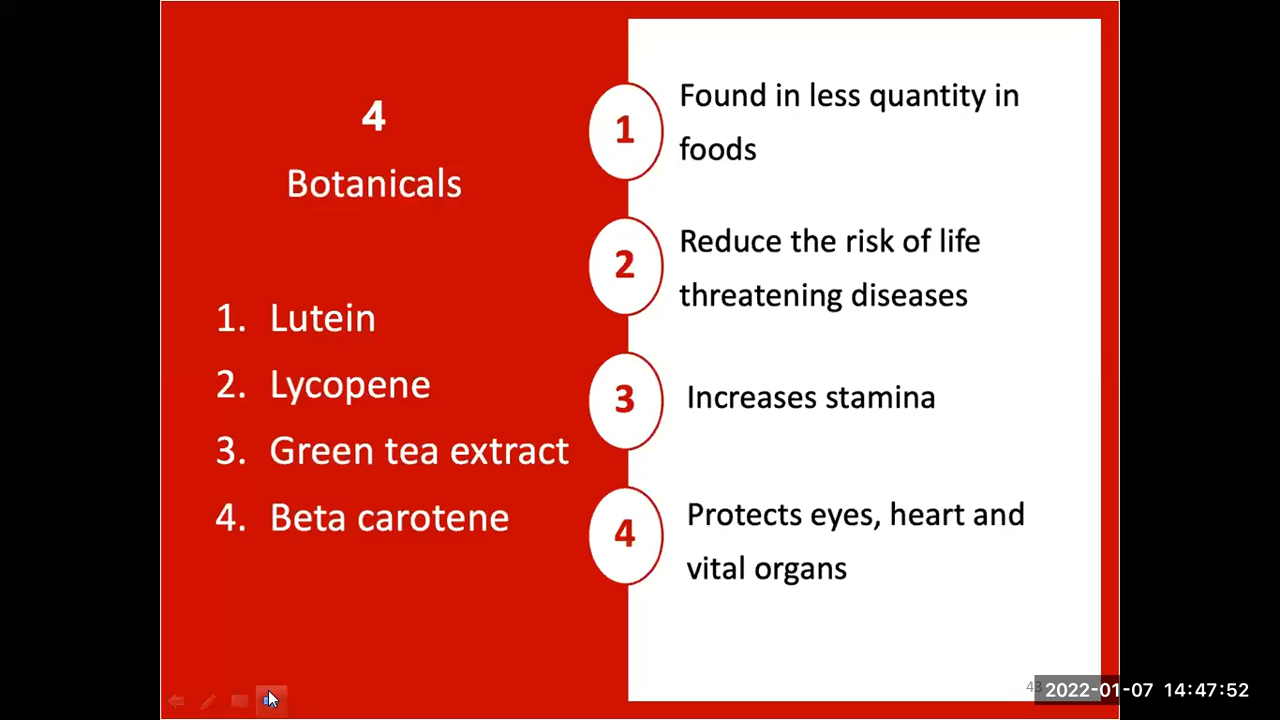 4
Botanicals
1. Lutein
2. Lycopene
3. Green tea extract
4. Beta carotene
1
Found in less quantity in
foods
2
Reduce the risk of life
threatening diseases
3
Increases stamina
4
Protects eyes, heart and
vital organs
43
2022-01-07 14:47:52